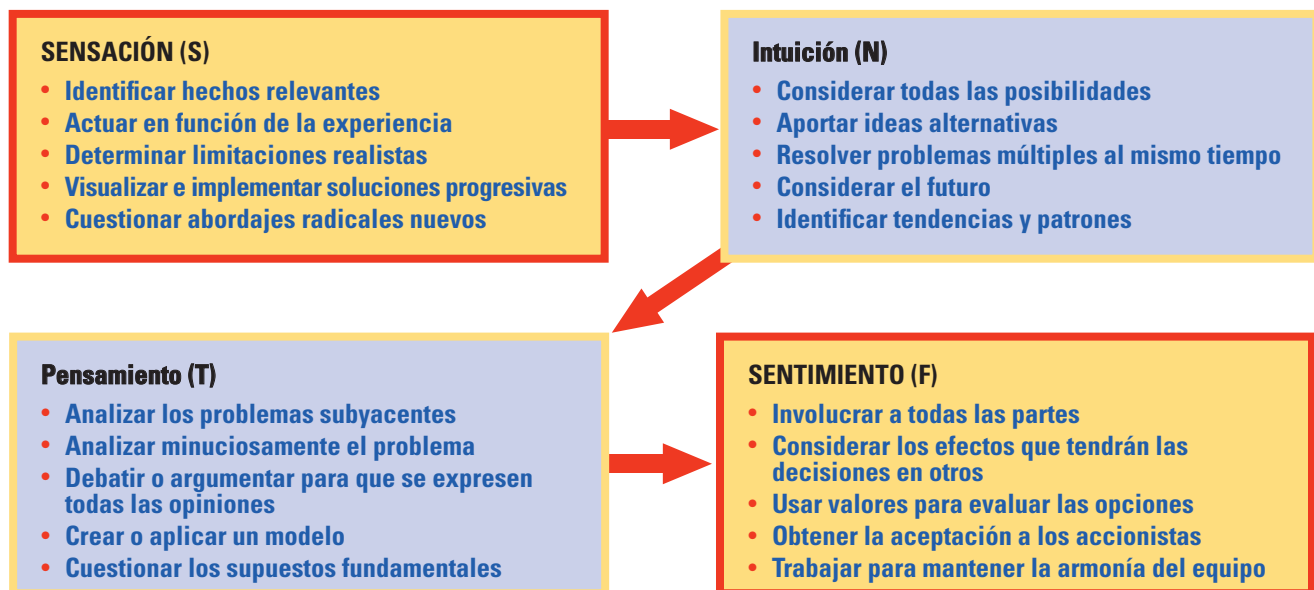 SENSACIÓN (S)
• Identificar hechos relevantes
• Actuar en función de la experiencia
• Determinar limitaciones realistas
• Visualizar e implementar soluciones progresivas
• Cuestionar abordajes radicales nuevos
Intuición (N)
• Considerar todas las posibilidades
• Aportar ideas alternativas
• Resolver problemas múltiples al mismo tiempo
• Considerar el futuro
• Identificar tendencias y patrones
Pensamiento (T)
• Analizar los problemas subyacentes
• Analizar minuciosamente el problema
• Debatir o argumentar para que se expresen
todas las opiniones
• Crear o aplicar un modelo
• Cuestionar los supuestos fundamentales
SENTIMIENTO (F)
• Involucrar a todas las partes
• Considerar los efectos que tendrán las
decisiones en otros
• Usar valores para evaluar las opciones
• Obtener la aceptación a los accionistas
• Trabajar para mantener la armonía del equipo